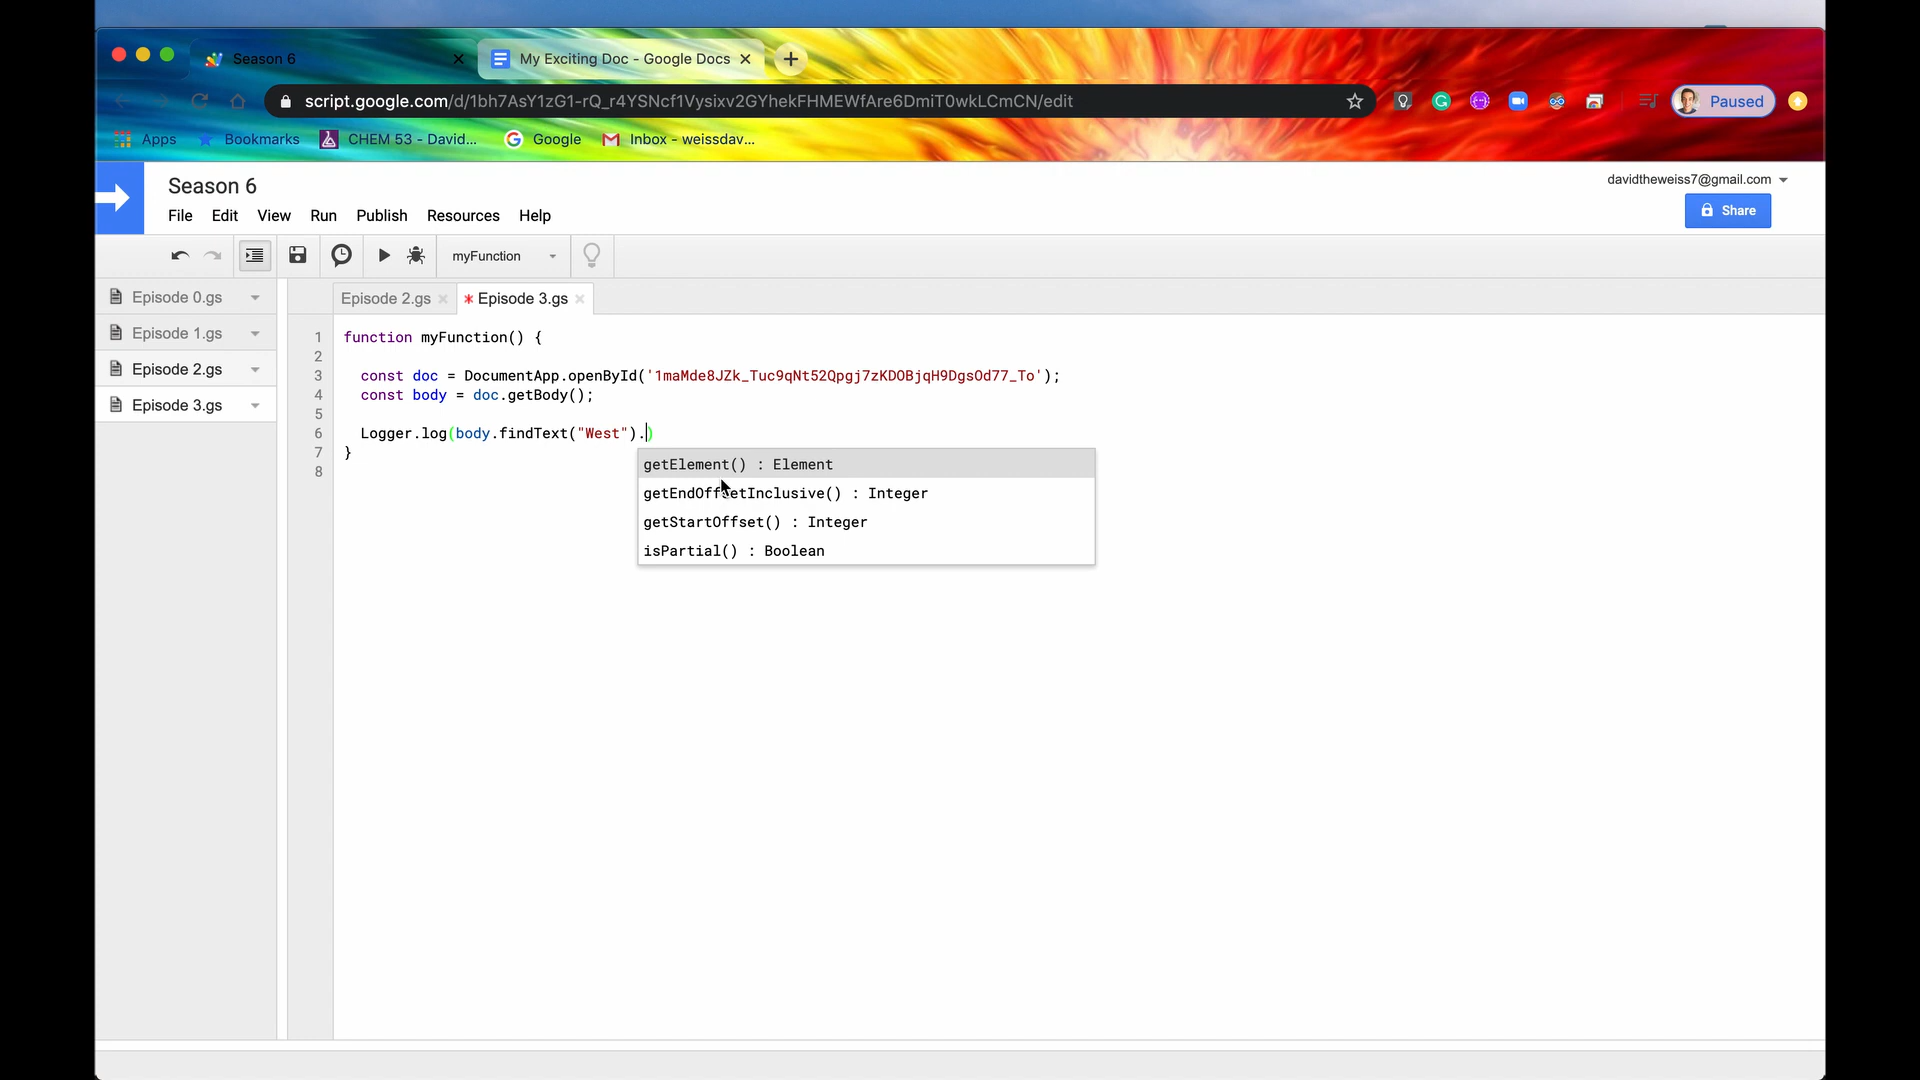 Season 6
My Exciting Doc - Google Docs
script.google.com/d/1bh7AsY1zG1-rQ_r4YSNcf1Vysixv2GYhekFHMEWfAre6DmiT0wkLCmCN/edit
Paused
Apps
Bookmarks
CHEM 53 - David...
Google
Inbox - weissdav...
Season 6
davidtheweiss7@gmail.com
File Edit View Run Publish Resources Help
Share
myFunction
Episode 0.gs
Episode 1.gs
Episode 2.gs
Episode 3.gs
Episode 2.gs
* Episode 3.gs
1 function myFunction() {
2
3 const doc = DocumentApp.openById('1maMde8JZk_Tuc9qNt52Qpgj7zKDOBjqH9DgsOd77_To');
4 const body = doc.getBody();
5
6 Logger.log(body.findText("West").)
7 }
8
getElement() : Element
getEndOffsetInclusive() : Integer
getStartOffset() : Integer
isPartial() : Boolean